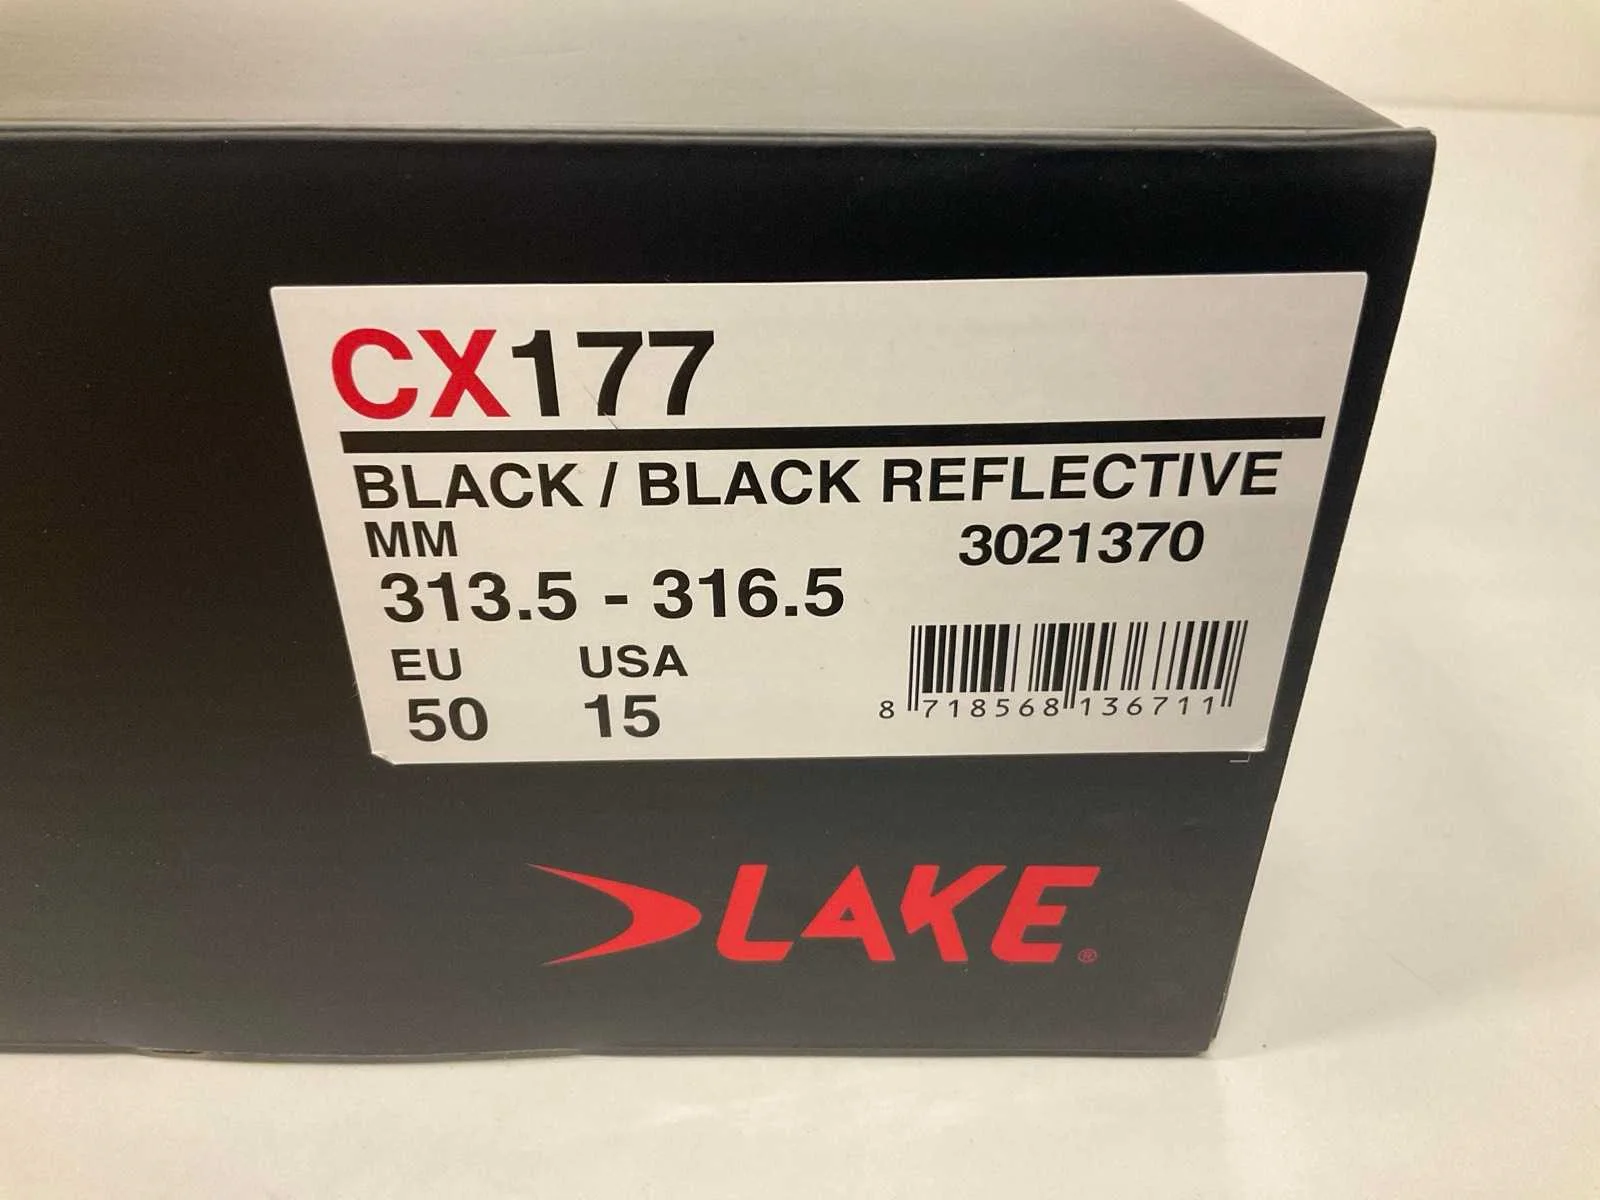 CX177
BLACK / BLACK REFLECTIVE
MM
3021370
313.5 - 316.5
EU USA
50 15
8 718568 136711
LAKE®